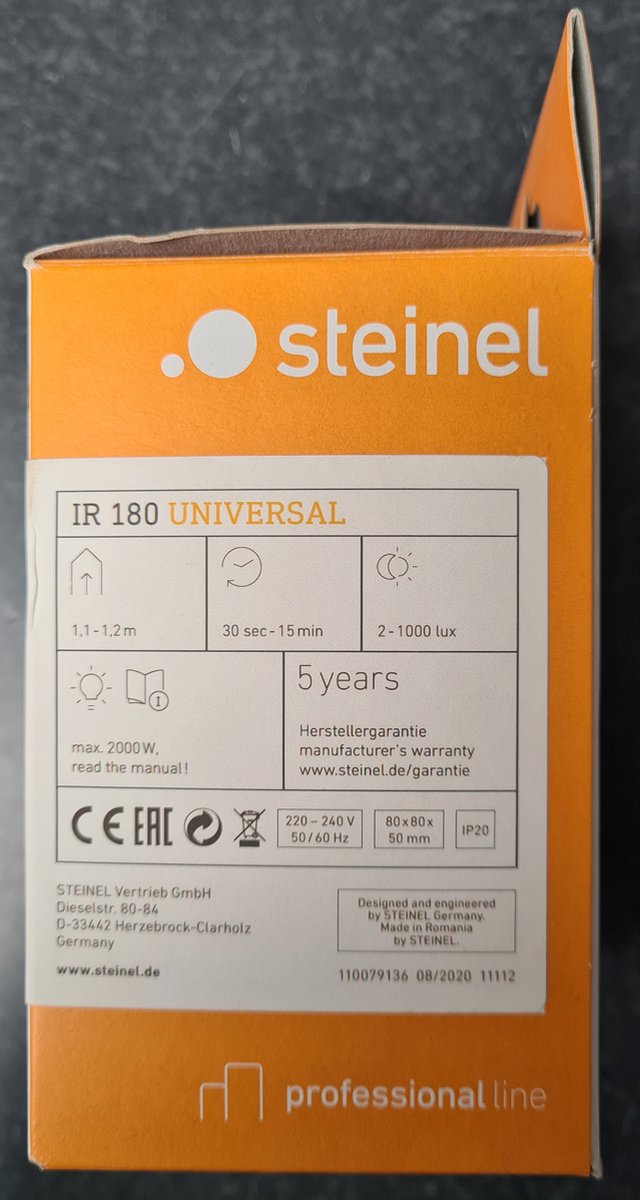 steinel
IR 180 UNIVERSAL
1,1-1,2 m
30 sec - 15 min
2 - 1000 lux
max. 2000 W,
read the manual!
5 years
Herstellergarantie
manufacturer's warranty
www.steinel.de/garantie
CE EAC
220 – 240 V
50 / 60 Hz
80 x 80 x
50 mm
IP20
STEINEL Vertrieb GmbH
Dieselstr. 80-84
D-33442 Herzebrock-Clarholz
Germany
www.steinel.de
Designed and engineered
by STEINEL Germany.
Made in Romania
by STEINEL.
110079136 08/2020 11112
professional line